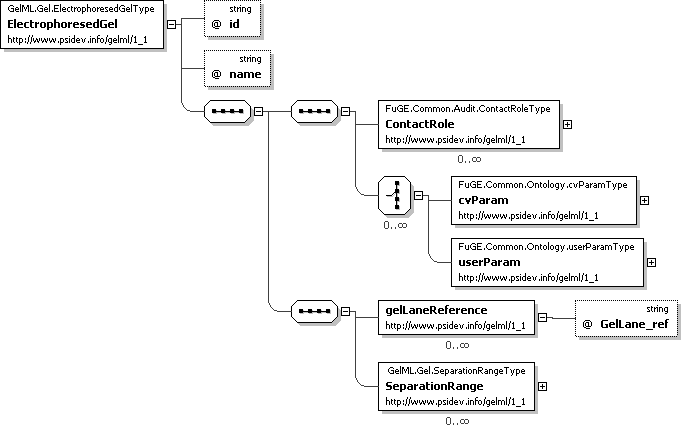 GelML.Gel.ElectrophoresedGelType
ElectrophoresedGel
http://www.psidev.info/gelml/1_1
string
@ id
string
@ name
FuGE.Common.Audit.ContactRoleType
ContactRole
http://www.psidev.info/gelml/1_1
0..∞
0..∞
FuGE.Common.Ontology.cvParamType
cvParam
http://www.psidev.info/gelml/1_1
FuGE.Common.Ontology.userParamType
userParam
http://www.psidev.info/gelml/1_1
gelLaneReference
http://www.psidev.info/gelml/1_1
0..∞
string
@ GelLane_ref
GelML.Gel.SeparationRangeType
SeparationRange
http://www.psidev.info/gelml/1_1
0..∞